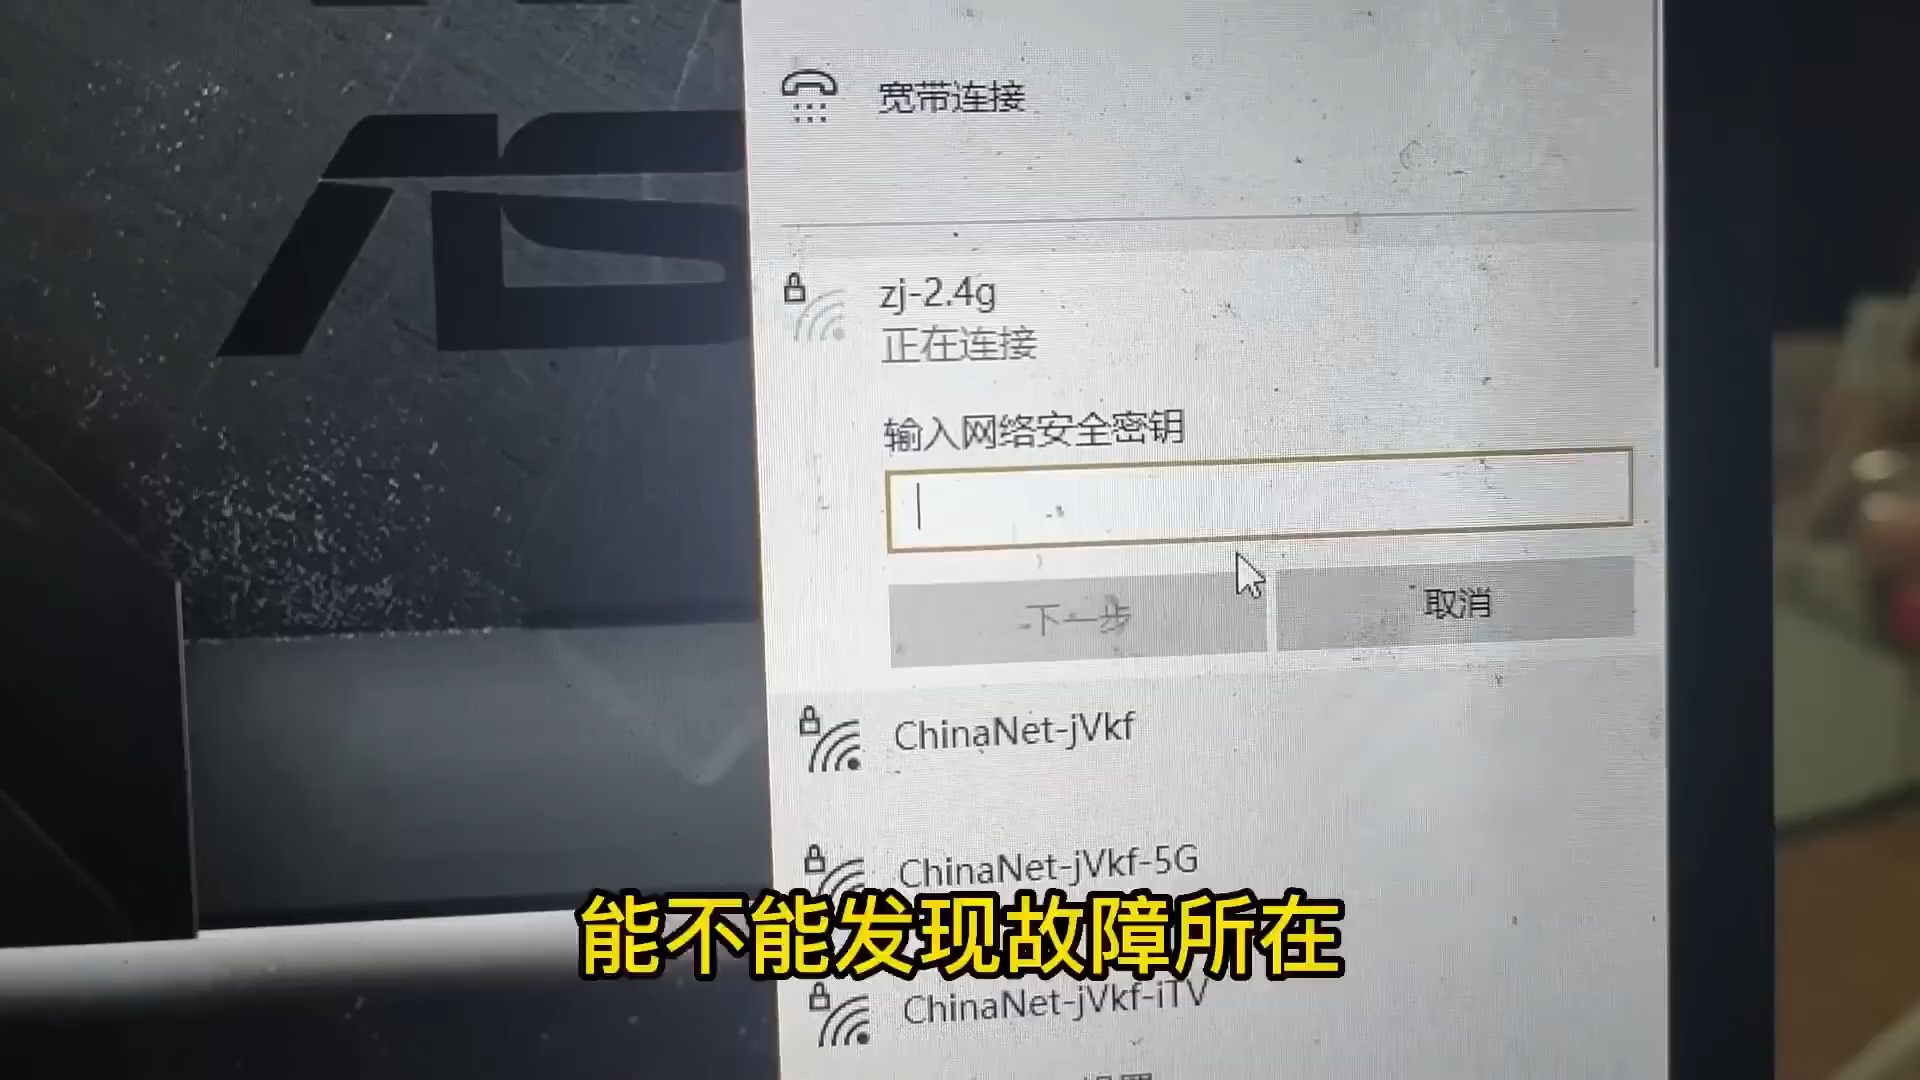 宽带连接
zj-2.4g
正在连接
输入网络安全密钥
下一步
取消
ChinaNet-jVkf
ChinaNet-jVkf-5G
能不能发现故障所在
ChinaNet-jVkf-iTV